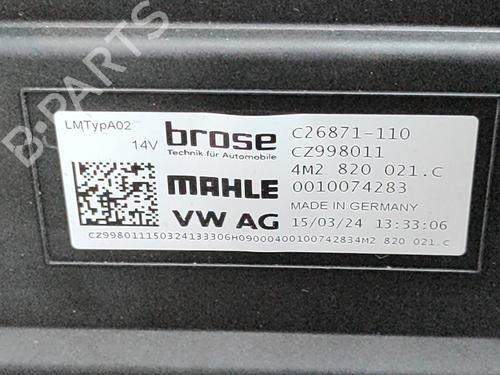 B-PARTS
LMTypA02
14V
brose
Technik für Automobile
MAHLE
VW AG
C26871-110
CZ998011
4M2 820 021.C
0010074283
MADE IN GERMANY
15/03/24 13:33:06
CZ998011150324133306H09000400100742834M2 820 021.C